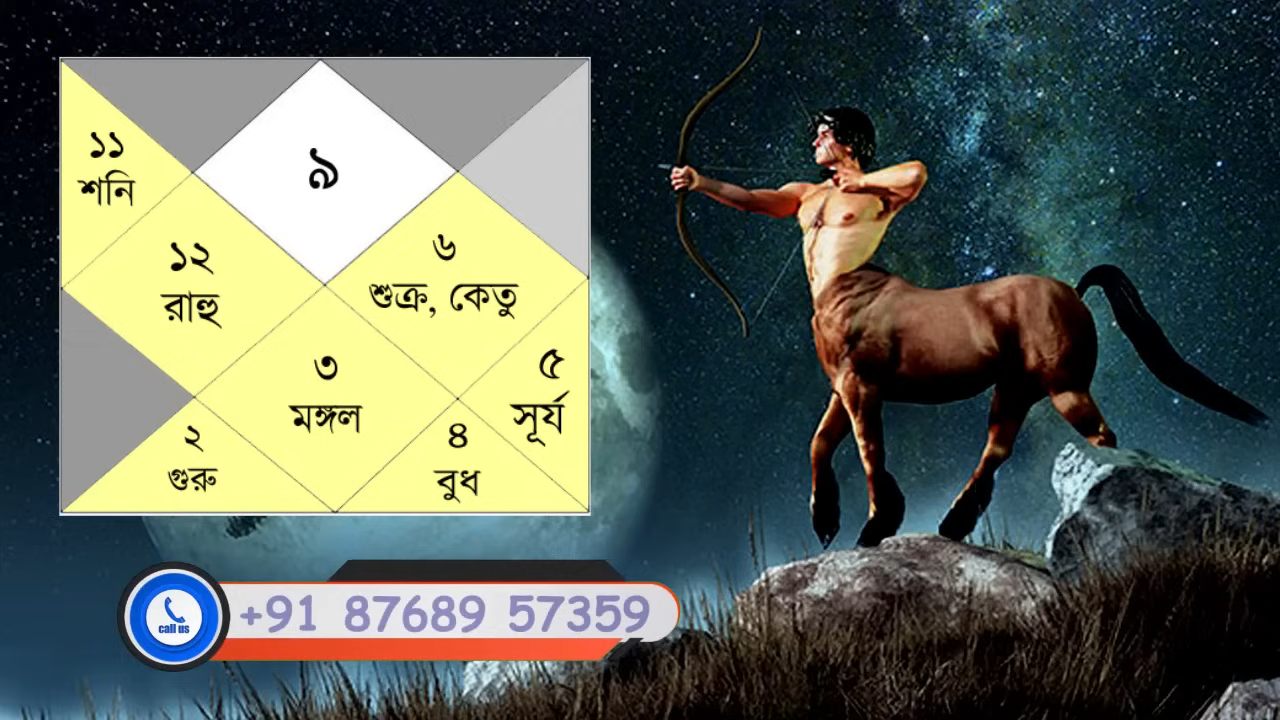 ৯
১১
শনি
১২
রাহু
৬
শুক্র, কেতু
৩
মঙ্গল
৫
সূর্য
২
গুরু
৪
বুধ
call us
+91 87689 57359